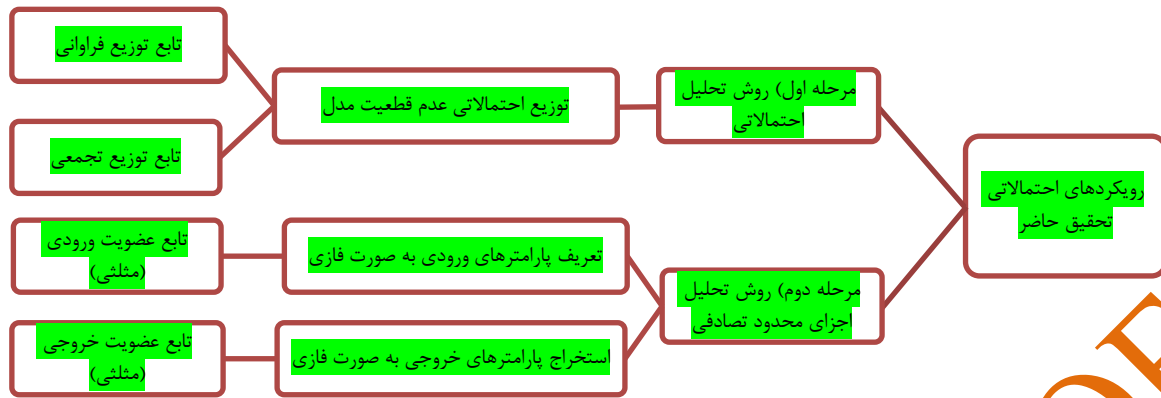 رویکردهای احتمالاتی
تحقیق حاضر
مرحله اول) روش تحلیل
احتمالاتی
توزیع احتمالاتی عدم قطعیت مدل
تابع توزیع فراوانی
تابع توزیع تجمعی
مرحله دوم) روش تحلیل
اجزای محدود تصادفی
تعریف پارامترهای ورودی به صورت فازی
تابع عضویت ورودی
(مثلثی)
استخراج پارامترهای خروجی به صورت فازی
تابع عضویت خروجی
(مثلثی)